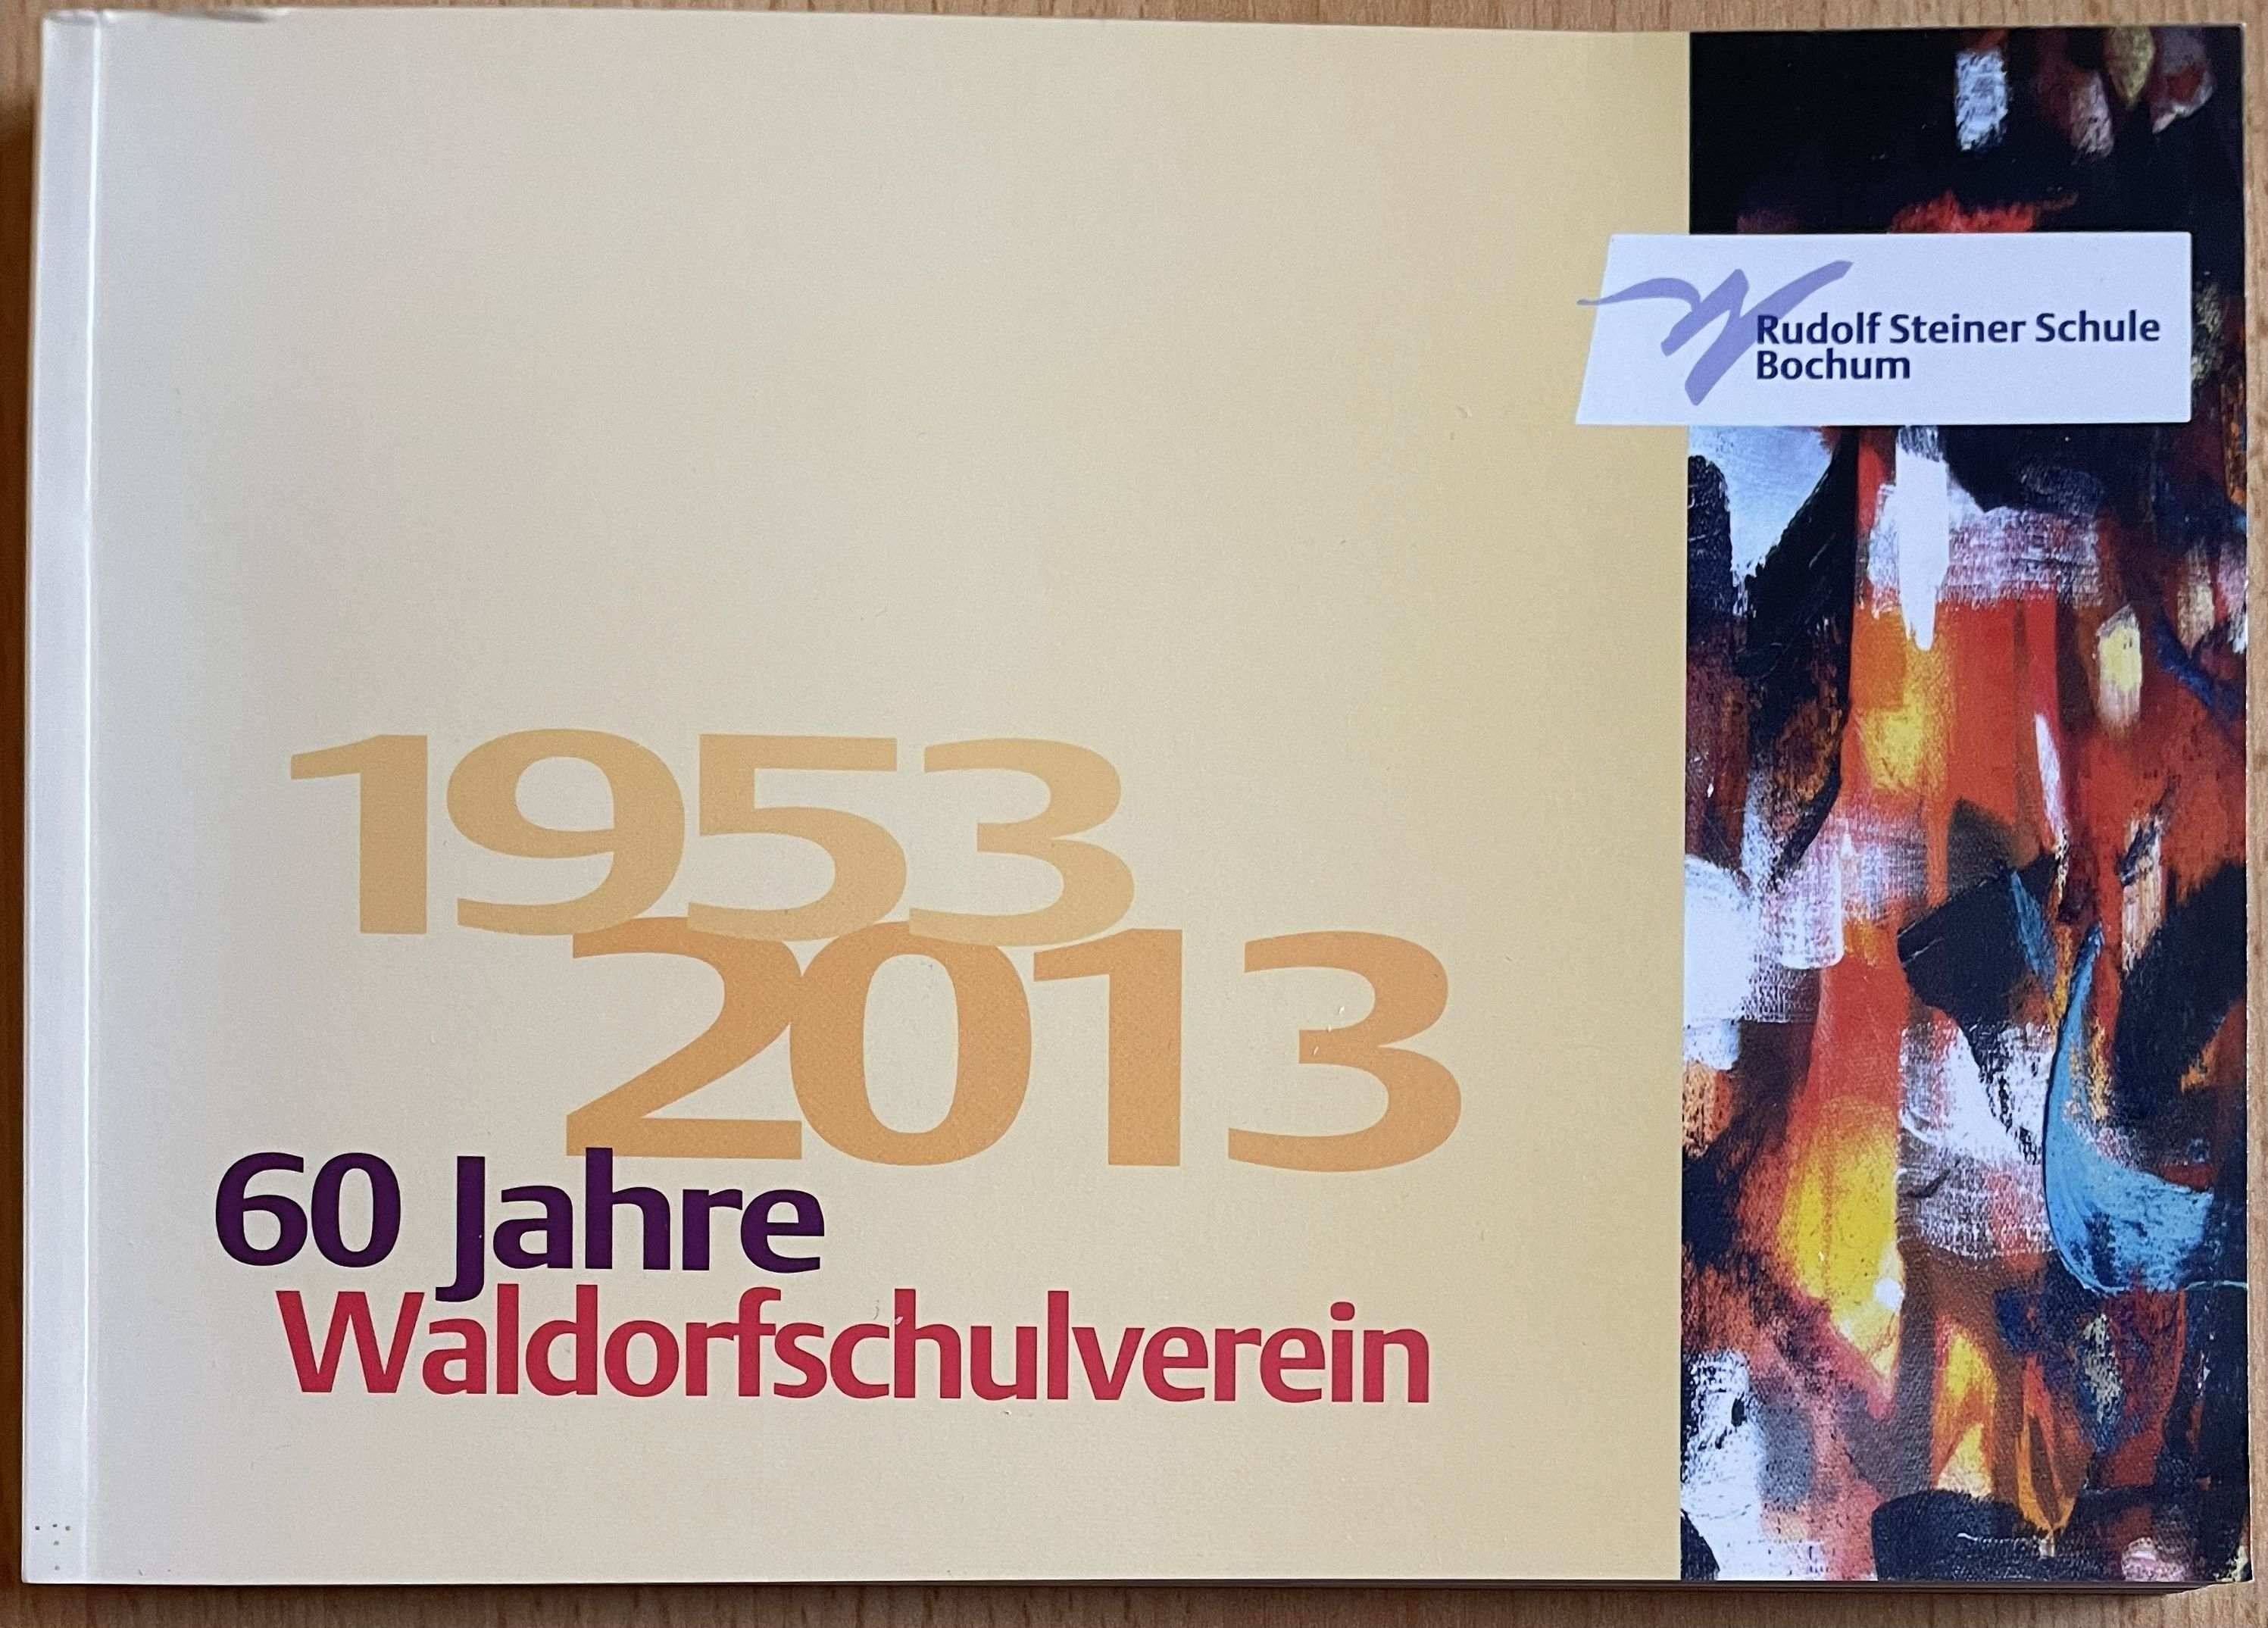 Rudolf Steiner Schule
Bochum
1953
2013
60 Jahre
Waldorfschulverein